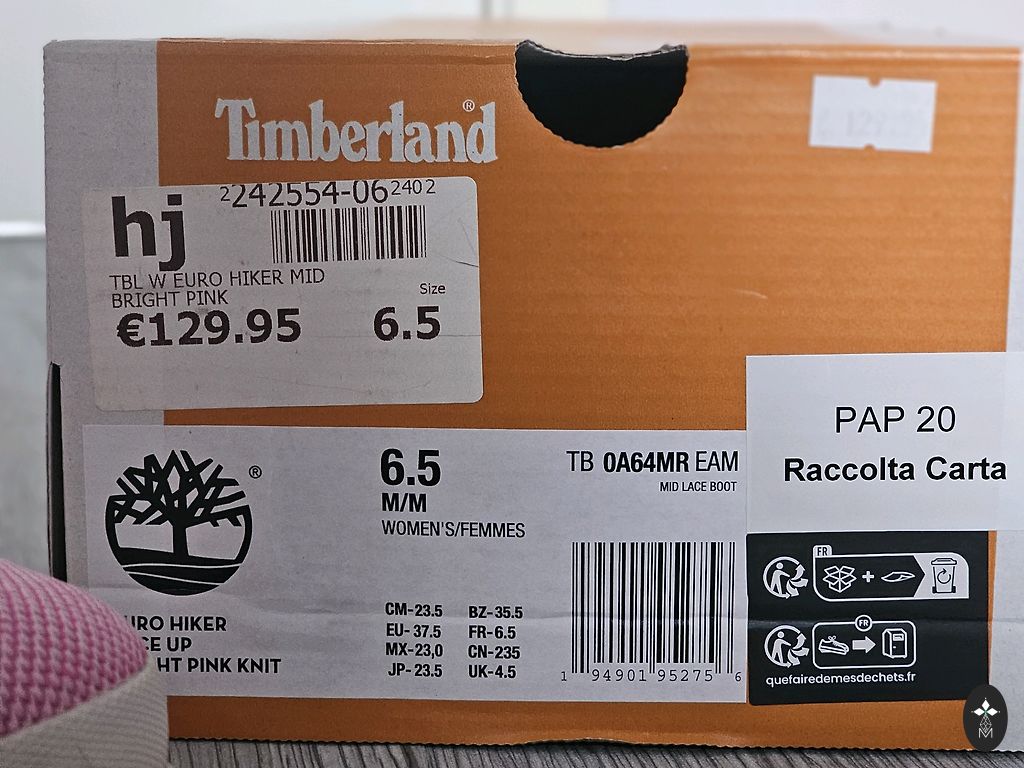 Timberland®
129
hj
2242554-062402
TBL W EURO HIKER MID
BRIGHT PINK
Size
€129.95
6.5
PAP 20
Raccolta Carta
®
6.5
M/M
WOMEN'S/FEMMES
TB 0A64MR EAM
MID LACE BOOT
CM-23.5 BZ-35.5
EU-37.5 FR-6.5
MX-23,0 CN-235
JP-23.5 UK-4.5
URO HIKER
CE UP
HT PINK KNIT
1 94901 95275 6
FR
FR
quefairedemesdechets.fr
M